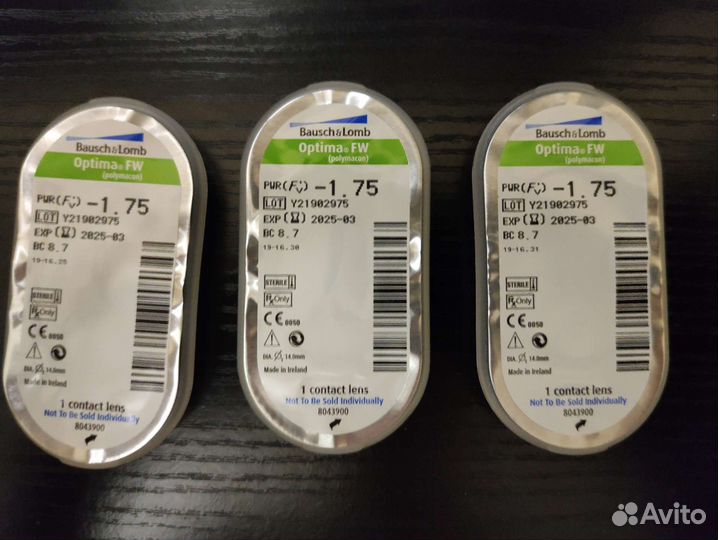 Bausch & Lomb
Optima® FW
(polymacon)
PWR(Fv) -1.75
LOT Y21902975
EXP 2025-03
BC 8.7
19-16.25
STERILE
Rx Only
CE 0050
DIA. Ø 14.0mm
Made in Ireland
1 contact lens
Not To Be Sold Individually
8043900
Bausch & Lomb
Optima® FW
(polymacon)
PWR(Fv) -1.75
LOT Y21902975
EXP 2025-03
BC 8.7
19-16.30
STERILE
Rx Only
CE 0050
DIA. Ø 14.0mm
Made in Ireland
1 contact lens
Not To Be Sold Individually
8043900
Bausch & Lomb
Optima® FW
(polymacon)
PWR(Fv) -1.75
LOT Y21902975
EXP 2025-03
BC 8.7
19-16.31
STERILE
Rx Only
CE 0050
DIA. Ø 14.0mm
Made in Ireland
1 contact lens
Not To Be Sold Individually
8043900
Avito